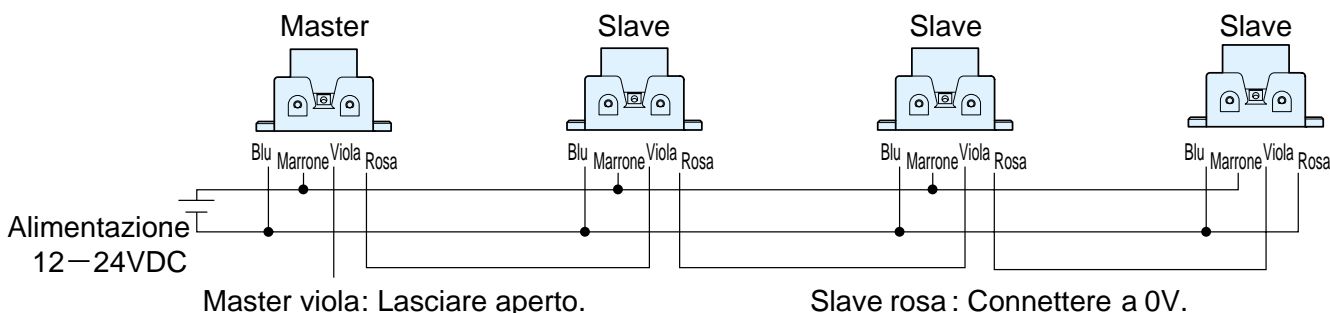 Master Slave Slave Slave
Blu Marrone Viola Rosa Blu Marrone Viola Rosa Blu Marrone Viola Rosa Blu Marrone Viola Rosa
Alimentazione
12－24VDC
Master viola: Lasciare aperto. Slave rosa : Connettere a 0V.